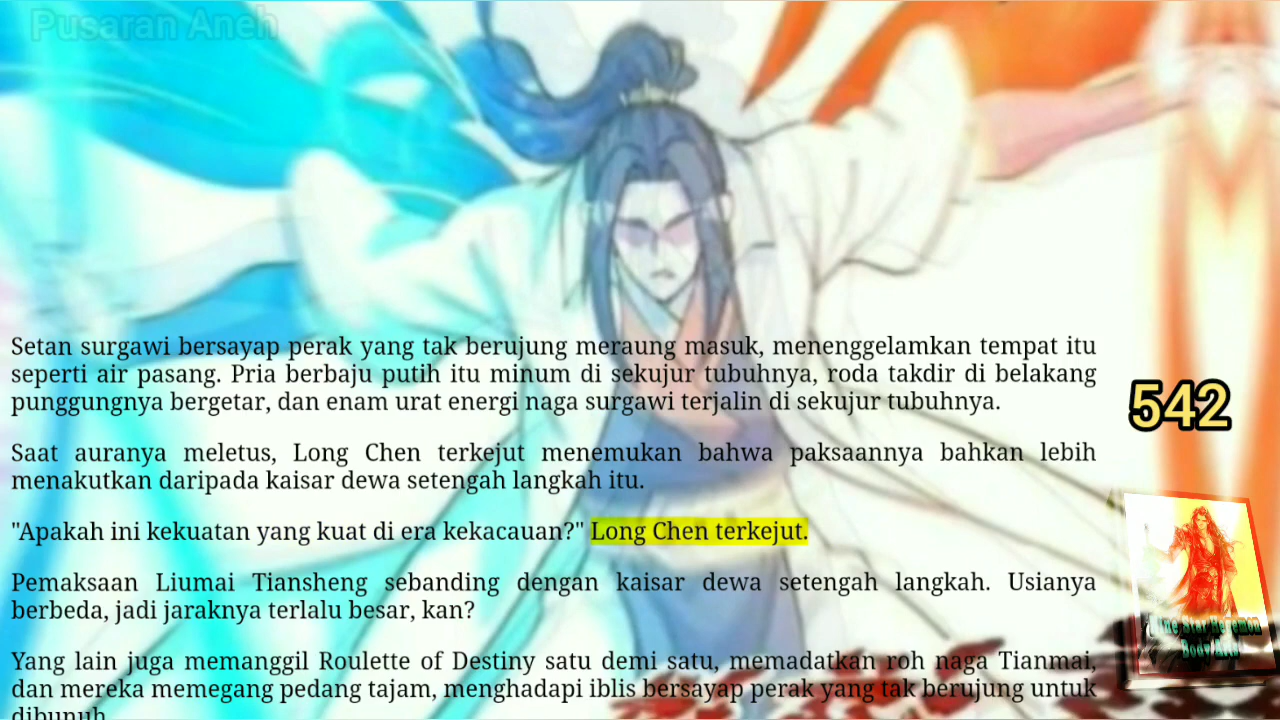 Pusaran Aneh
Setan surgawi bersayap perak yang tak berujung meraung masuk, menenggelamkan tempat itu
seperti air pasang. Pria berbaju putih itu minum di sekujur tubuhnya, roda takdir di belakang
punggungnya bergetar, dan enam urat energi naga surgawi terjalin di sekujur tubuhnya.
Saat auranya meletus, Long Chen terkejut menemukan bahwa paksaannya bahkan lebih
menakutkan daripada kaisar dewa setengah langkah itu.
"Apakah ini kekuatan yang kuat di era kekacauan?" Long Chen terkejut.
Pemaksaan Liumai Tiansheng sebanding dengan kaisar dewa setengah langkah. Usianya
berbeda, jadi jaraknya terlalu besar, kan?
Yang lain juga memanggil Roulette of Destiny satu demi satu, memadatkan roh naga Tianmai,
dan mereka memegang pedang tajam, menghadapi iblis bersayap perak yang tak berujung untuk
dibunuh.
542
The Star
Body